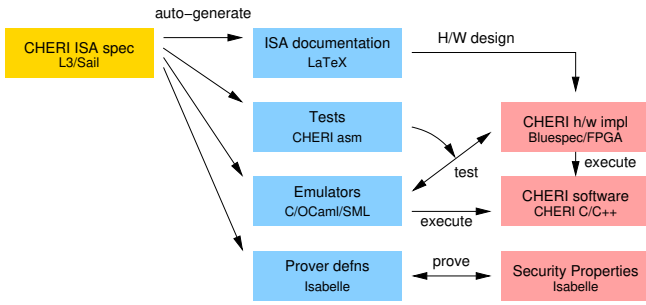 auto-generate
CHERI ISA spec
L3/Sail
ISA documentation
LaTeX
H/W design
Tests
CHERI asm
CHERI h/w impl
Bluespec/FPGA
test
execute
Emulators
C/OCaml/SML
execute
CHERI software
CHERI C/C++
Prover defns
Isabelle
prove
Security Properties
Isabelle